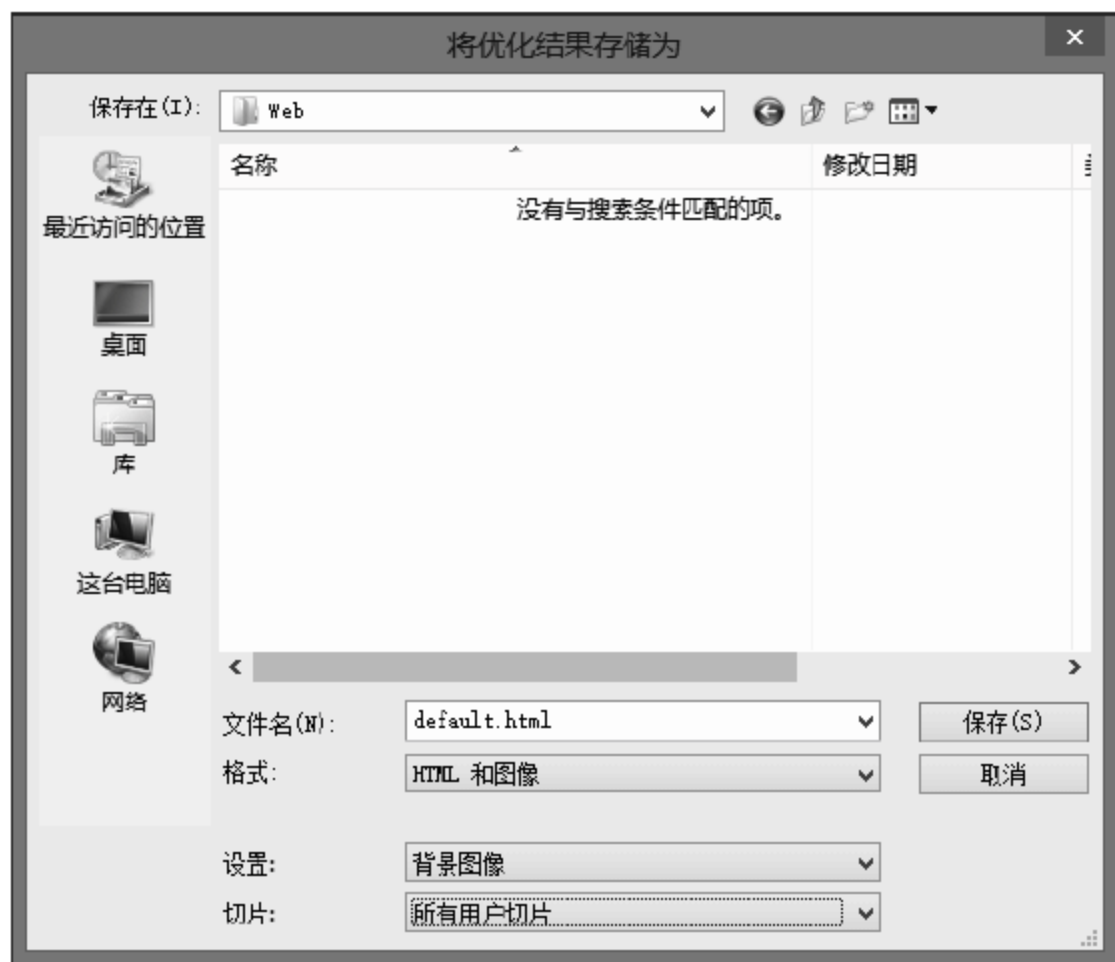 将优化结果存储为
保存在(I):
Web
最近访问的位置
桌面
库
这台电脑
网络
名称
修改日期
没有与搜索条件匹配的项。
文件名(N):
default.html
保存(S)
格式:
HTML 和图像
取消
设置:
背景图像
切片:
所有用户切片